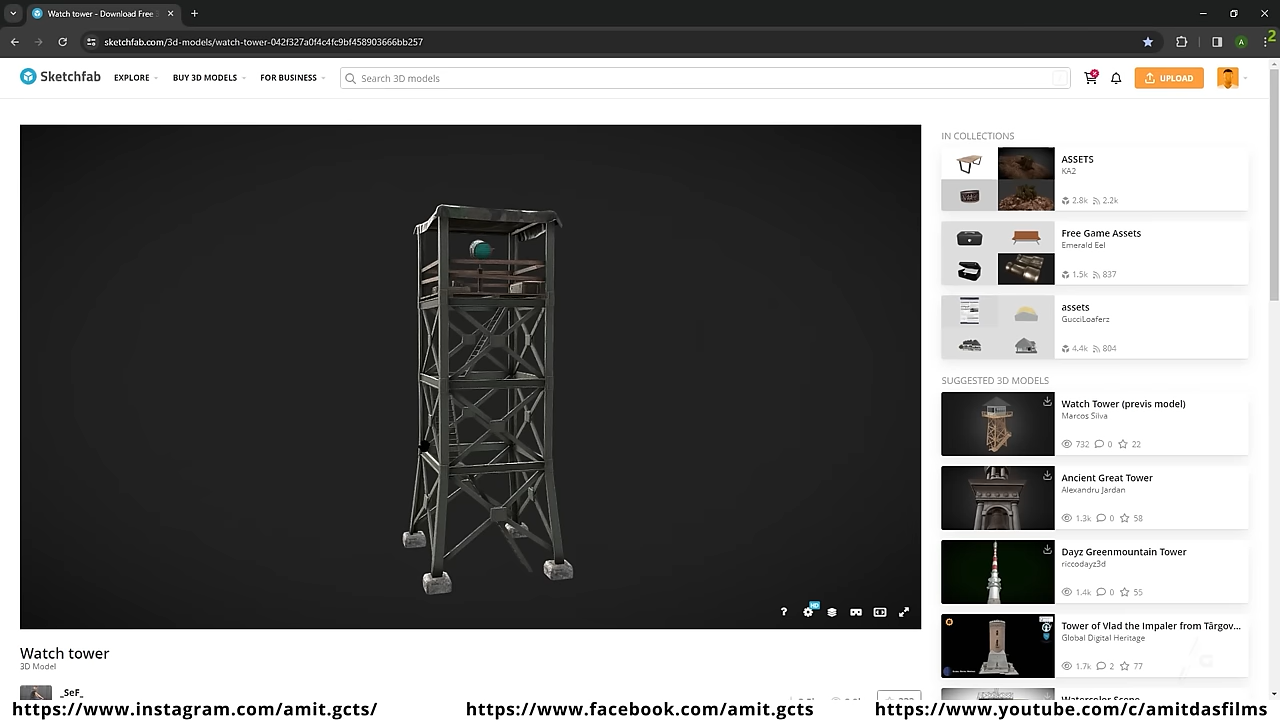 Watch tower - Download Free 3
sketchfab.com/3d-models/watch-tower-042f327a0f4c4fc9bf458903666bb257
A
2
Sketchfab
EXPLORE
BUY 3D MODELS
FOR BUSINESS
Search 3D models
UPLOAD
IN COLLECTIONS
ASSETS
KA2
2.8k 2.2k
Free Game Assets
Emerald Eel
1.5k 837
assets
GucciLoaferz
4.4k 804
SUGGESTED 3D MODELS
Watch Tower (previs model)
Marcos Silva
732 0 22
Ancient Great Tower
Alexandru Jardan
1.3k 0 58
Dayz Greenmountain Tower
riccodayz3d
1.4k 0 55
Tower of Vlad the Impaler from Târgov...
Global Digital Heritage
1.7k 2 77
? HD
Watch tower
3D Model
_SeF_
https://www.instagram.com/amit.gcts/
https://www.facebook.com/amit.gcts
https://www.youtube.com/c/amitdasfilms